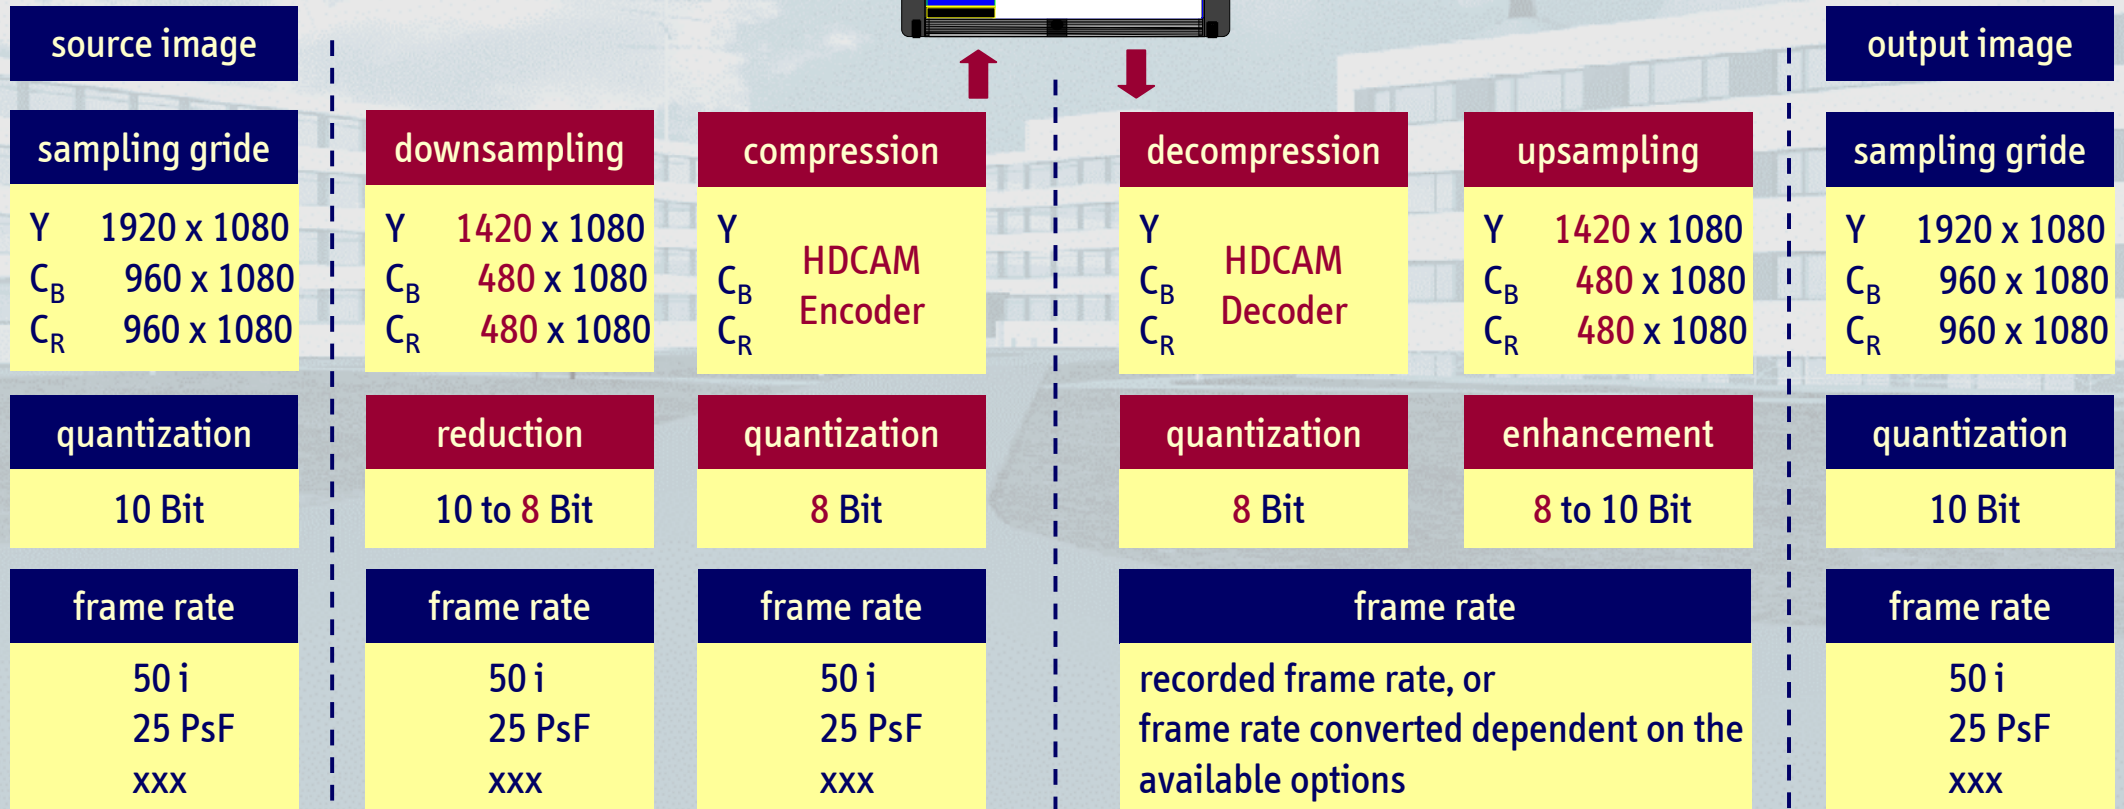 source image
output image
sampling gride
Y 1920 x 1080
CB 960 x 1080
CR 960 x 1080
downsampling
Y 1420 x 1080
CB 480 x 1080
CR 480 x 1080
compression
Y
CB
CR
HDCAM
Encoder
decompression
Y
CB
CR
HDCAM
Decoder
upsampling
Y 1420 x 1080
CB 480 x 1080
CR 480 x 1080
sampling gride
Y 1920 x 1080
CB 960 x 1080
CR 960 x 1080
quantization
10 Bit
reduction
10 to 8 Bit
quantization
8 Bit
quantization
8 Bit
enhancement
8 to 10 Bit
quantization
10 Bit
frame rate
50 i
25 PsF
xxx
frame rate
50 i
25 PsF
xxx
frame rate
50 i
25 PsF
xxx
frame rate
recorded frame rate, or
frame rate converted dependent on the
available options
frame rate
50 i
25 PsF
xxx